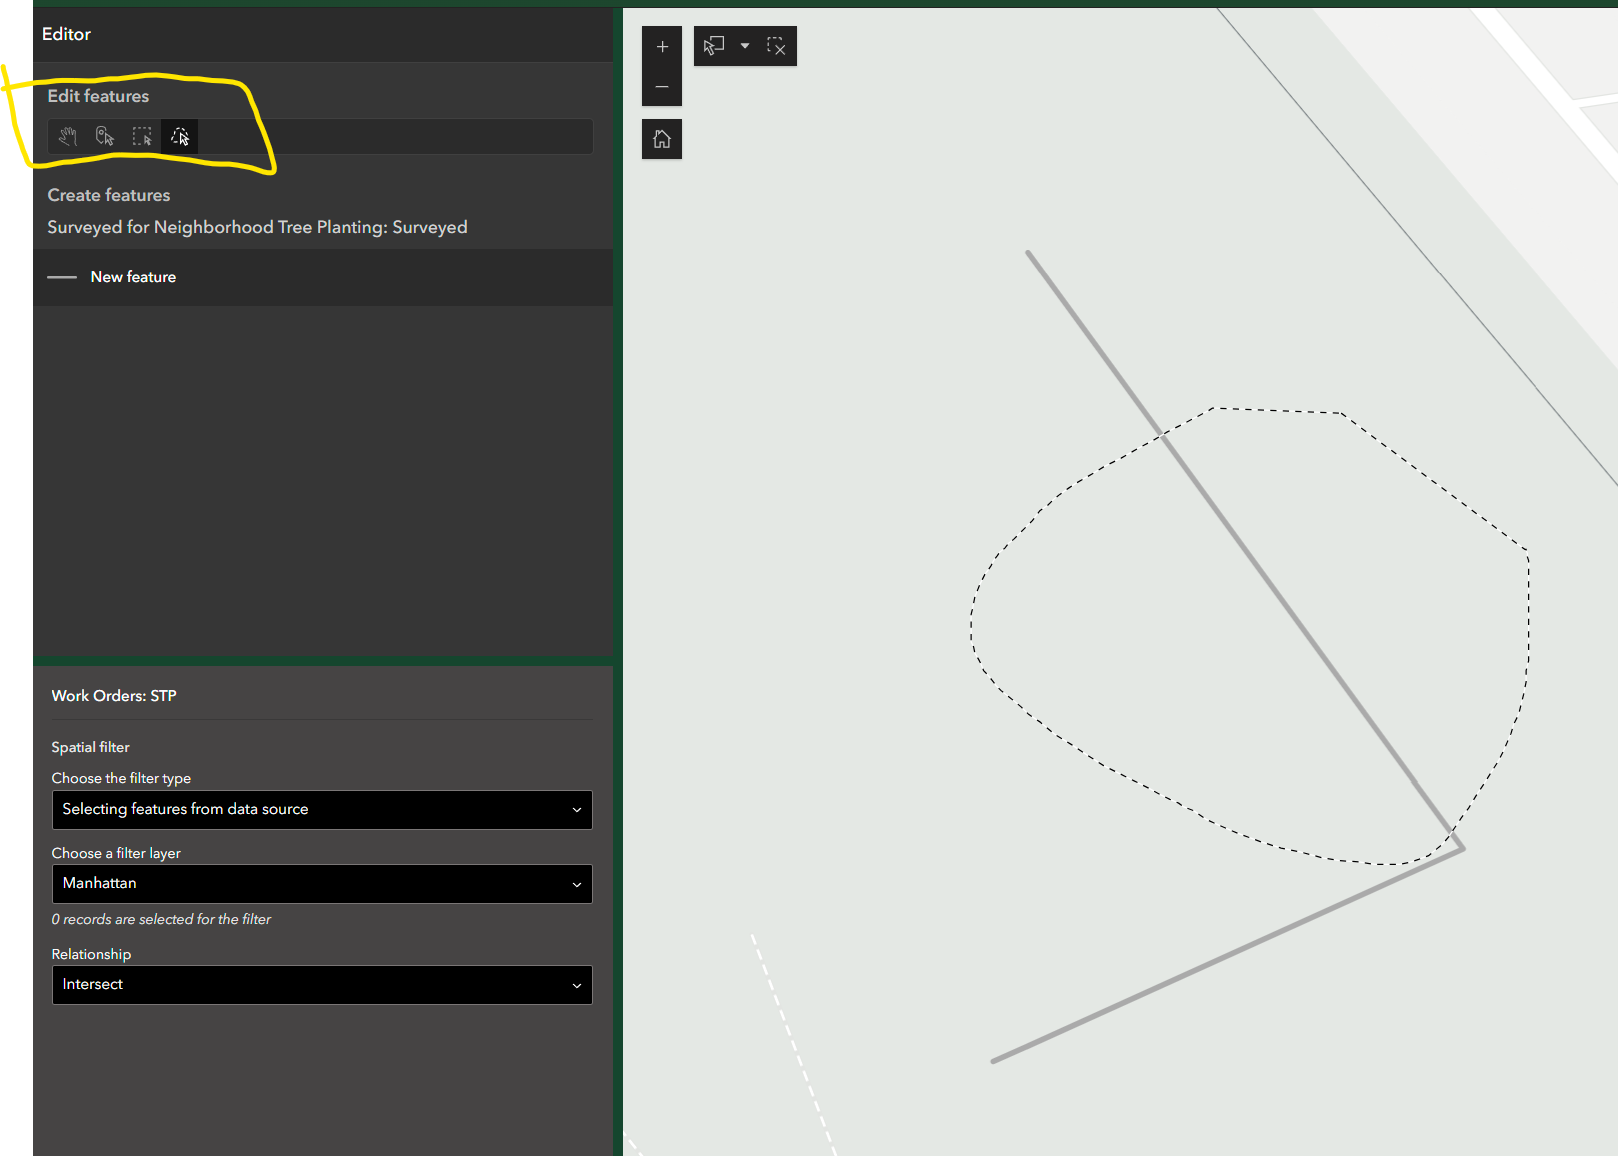 Editor
Edit features
Create features
Surveyed for Neighborhood Tree Planting: Surveyed
New feature
Work Orders: STP
Spatial filter
Choose the filter type
Selecting features from data source
Choose a filter layer
Manhattan
0 records are selected for the filter
Relationship
Intersect